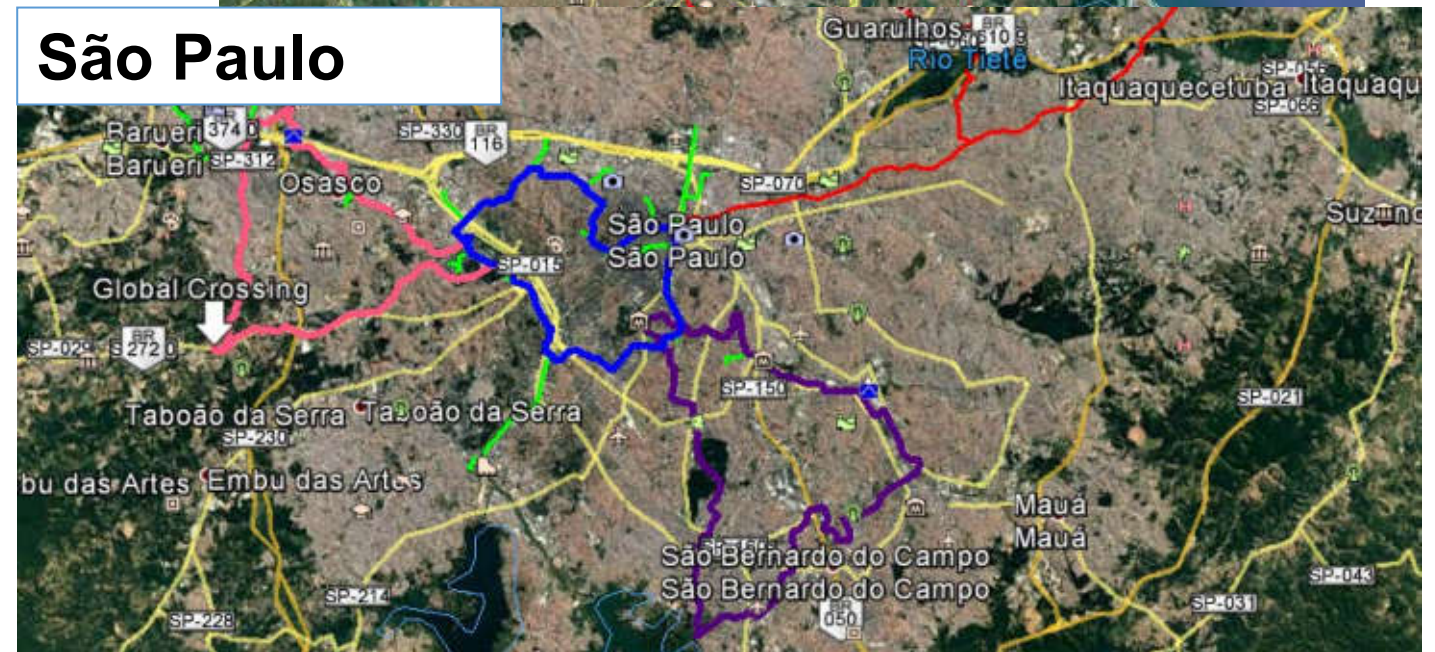 São Paulo
Guarulhos
BR
610
Rio Tietê
Itaquaquecetuba
Itaquaqu
SP-056
SP-066
Barueri
BR
374
SP-330
BR
116
Barueri
SP-312
Osasco
SP-070
São Paulo
São Paulo
Suzano
SP-015
Global Crossing
SP-029
BR
272
SP-150
SP-021
Taboão da Serra
Taboão da Serra
SP-230
bu das Artes
Embu das Artes
Mauá
Mauá
São Bernardo do Campo
São Bernardo do Campo
SP-043
SP-214
SP-031
SP-228
BR
050